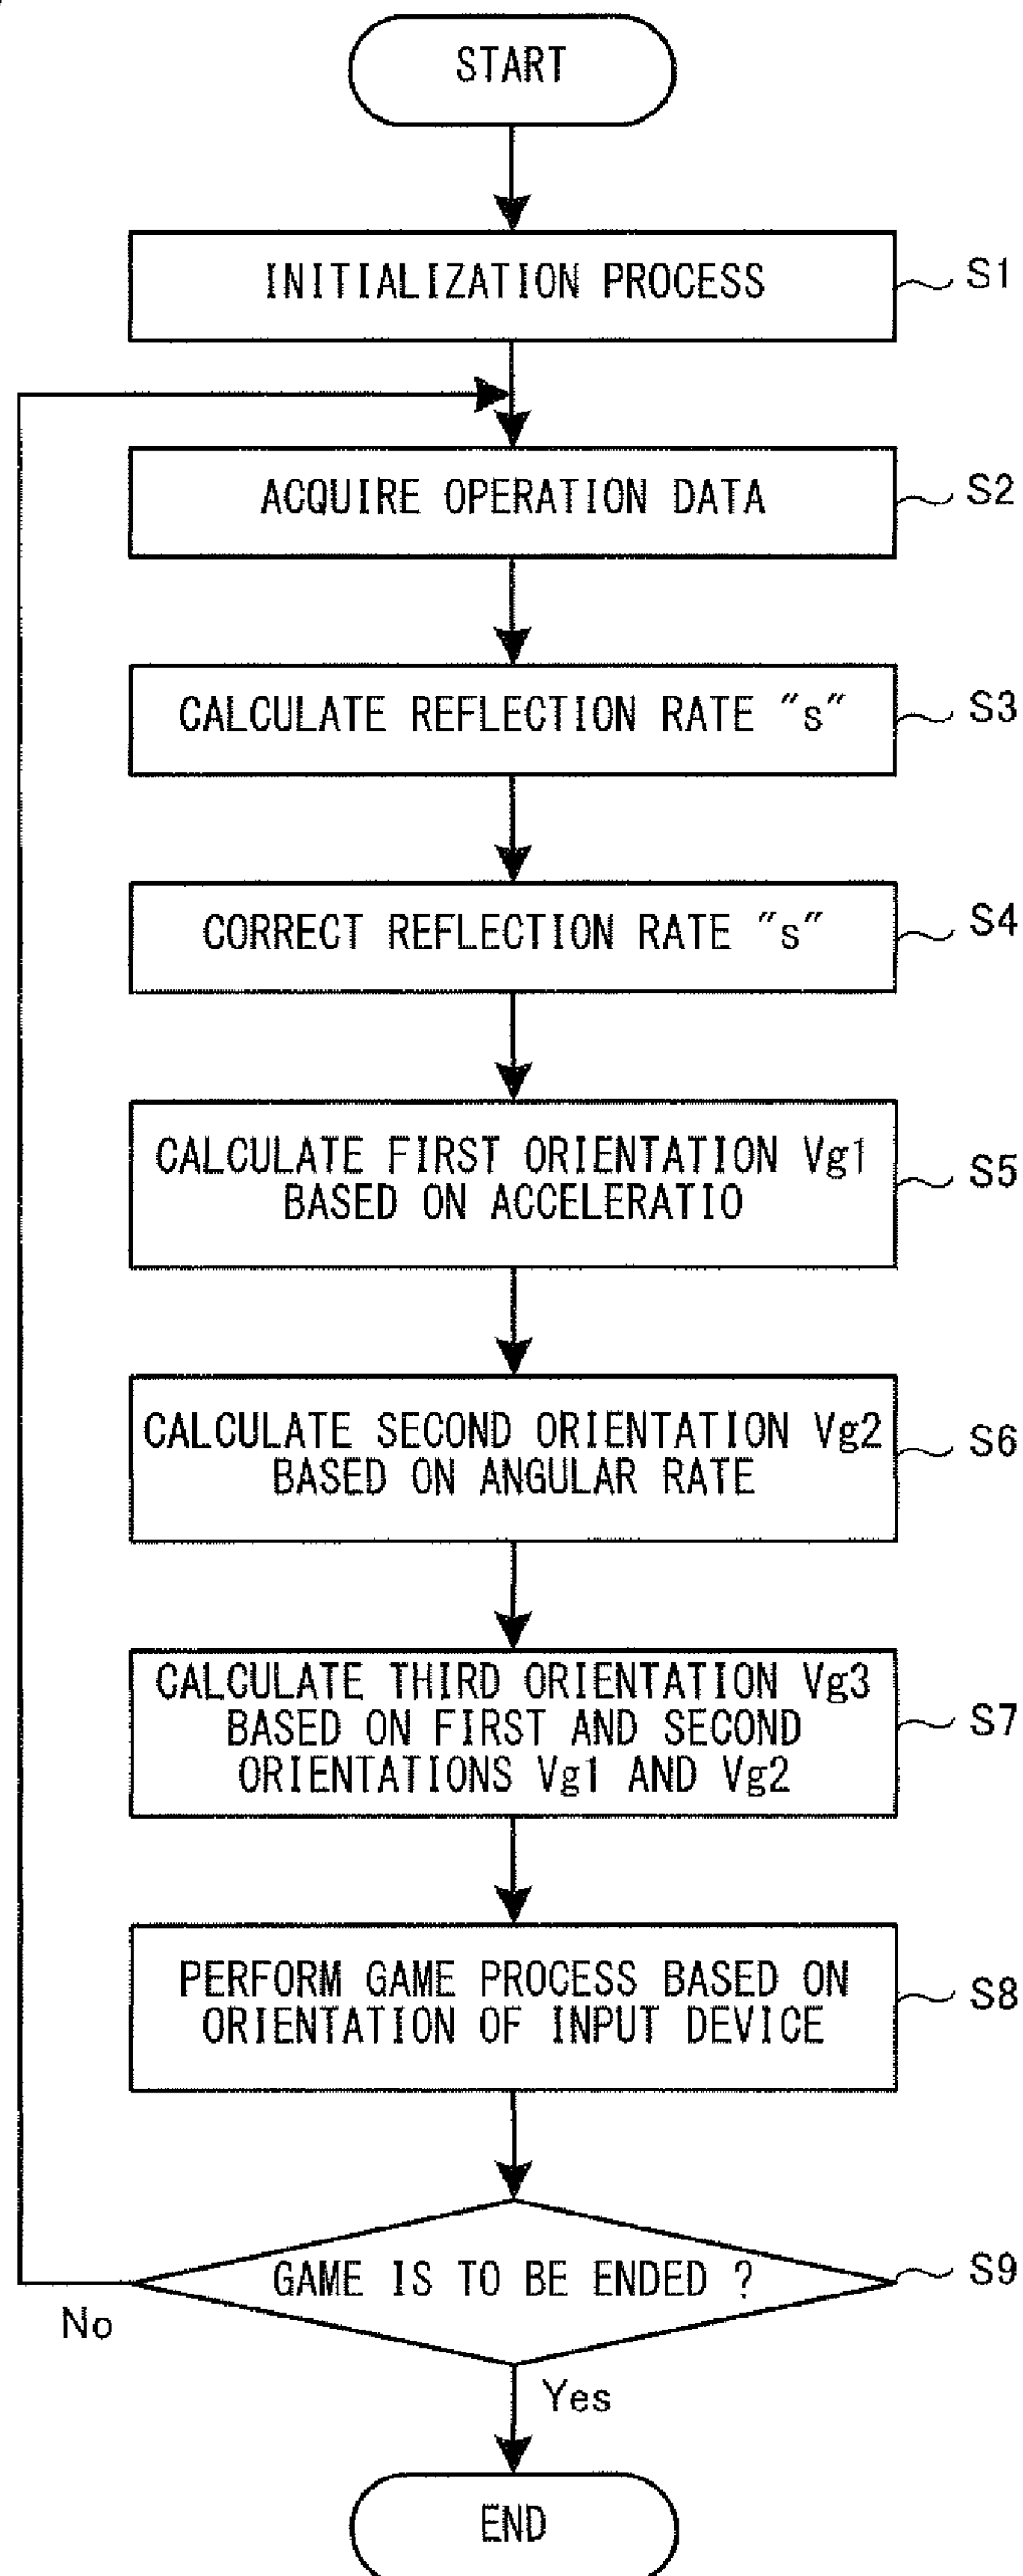 START
INITIALIZATION PROCESS
S1
ACQUIRE OPERATION DATA
S2
CALCULATE REFLECTION RATE "s"
S3
CORRECT REFLECTION RATE "s"
S4
CALCULATE FIRST ORIENTATION Vg1
BASED ON ACCELERATIO
S5
CALCULATE SECOND ORIENTATION Vg2
BASED ON ANGULAR RATE
S6
CALCULATE THIRD ORIENTATION Vg3
BASED ON FIRST AND SECOND
ORIENTATIONS Vg1 AND Vg2
S7
PERFORM GAME PROCESS BASED ON
ORIENTATION OF INPUT DEVICE
S8
GAME IS TO BE ENDED ?
S9
No
Yes
END